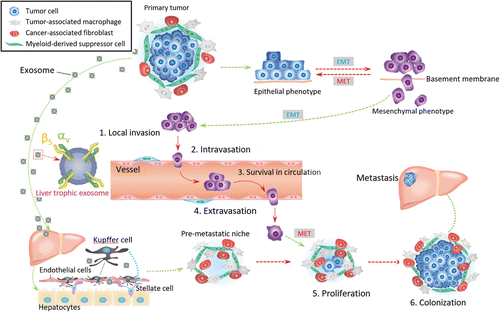 Tumor cell
Tumor-associated macrophage
Cancer-associated fibroblast
Myeloid-derived suppressor cell
Primary tumor
Exosome
EMT
MET
Epithelial phenotype
Basement membrane
Mesenchymal phenotype
EMT
1. Local invasion
2. Intravasation
β5 αv
Liver trophic exosome
Vessel
3. Survival in circulation
4. Extravasation
Metastasis
Kupffer cell
Pre-metastatic niche
MET
Endothelial cells
Stellate cell
Hepatocytes
5. Proliferation
6. Colonization